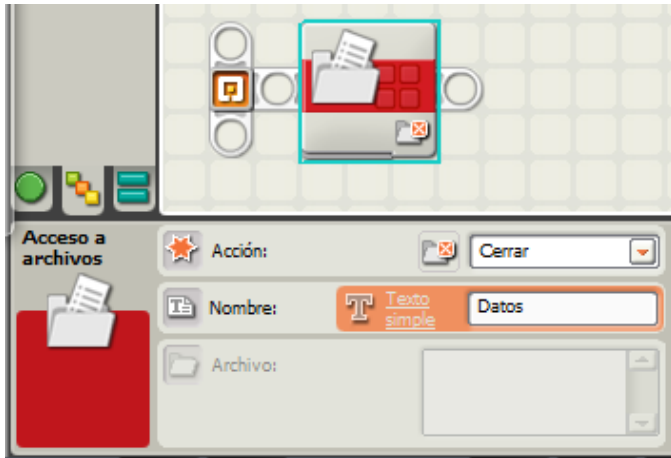 Acceso a
archivos
Acción:
Cerrar
Nombre:
Texto
simple
Datos
Archivo: